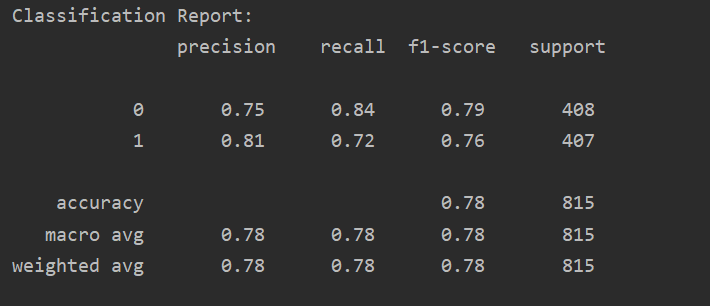 Classification Report:
precision recall f1-score support
0 0.75 0.84 0.79 408
1 0.81 0.72 0.76 407
accuracy 0.78 815
macro avg 0.78 0.78 0.78 815
weighted avg 0.78 0.78 0.78 815